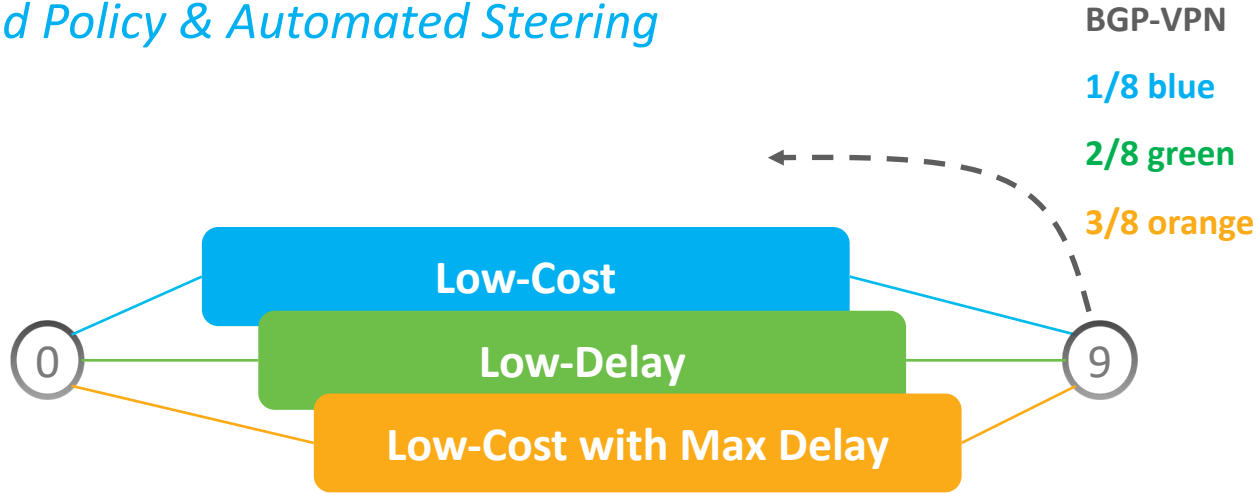 d Policy & Automated Steering
BGP-VPN
1/8 blue
2/8 green
3/8 orange
Low-Cost
0
Low-Delay
9
Low-Cost with Max Delay